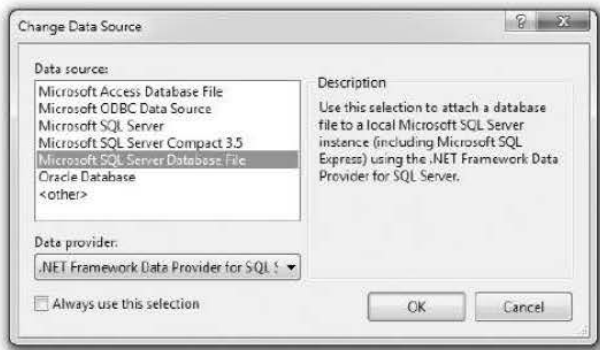 Change Data Source
Data source:
Microsoft Access Database File
Microsoft ODBC Data Source
Microsoft SQL Server
Microsoft SQL Server Compact 3.5
Microsoft SQL Server Database File
Oracle Database
<other>
Description
Use this selection to attach a database
file to a local Microsoft SQL Server
instance (including Microsoft SQL
Express) using the .NET Framework Data
Provider for SQL Server.
Data provider:
.NET Framework Data Provider for SQL S
Always use this selection
OK
Cancel